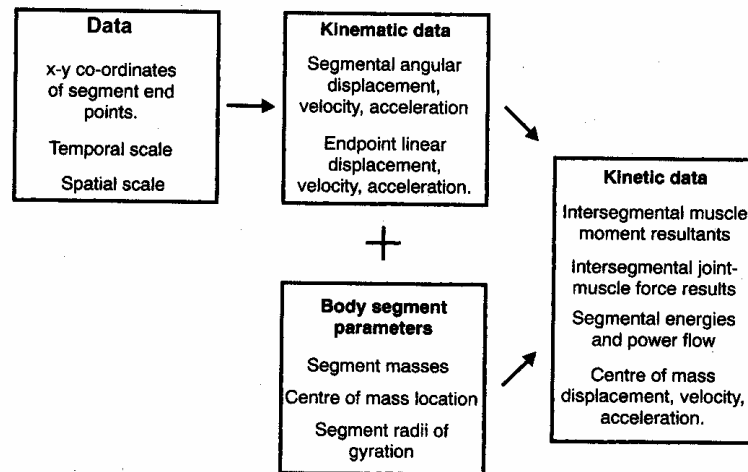 Data
x-y co-ordinates
of segment end
points.
Temporal scale
Spatial scale
Kinematic data
Segmental angular
displacement,
velocity, acceleration
Endpoint linear
displacement,
velocity, acceleration.
+
Body segment
parameters
Segment masses
Centre of mass location
Segment radii of
gyration
Kinetic data
Intersegmental muscle
moment resultants
Intersegmental joint-
muscle force results
Segmental energies
and power flow
Centre of mass
displacement, velocity,
acceleration.